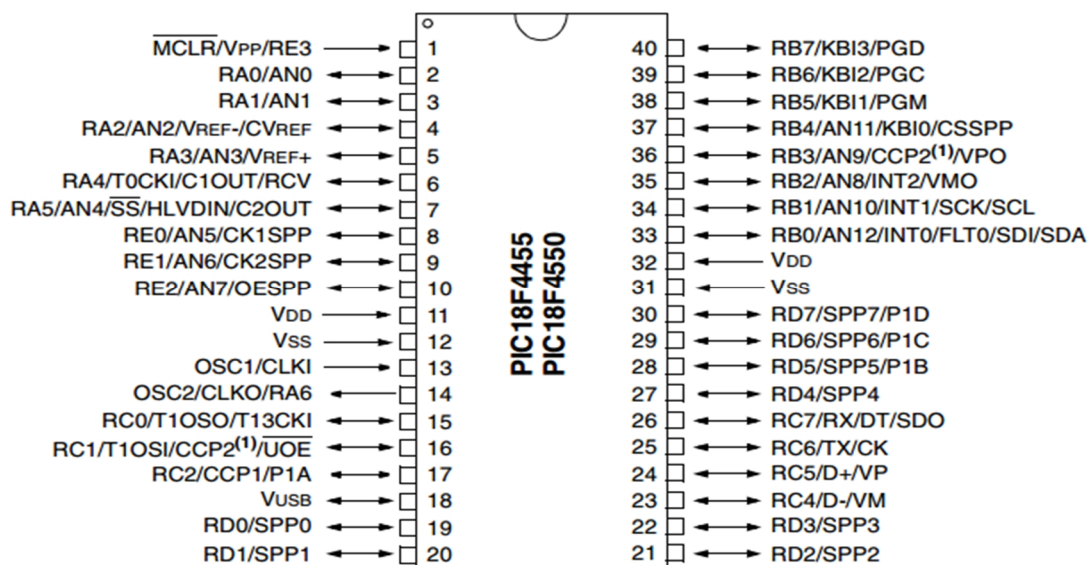 MCLR/VPP/RE3 1
RA0/AN0 2
RA1/AN1 3
RA2/AN2/VREF-/CVREF 4
RA3/AN3/VREF+ 5
RA4/T0CKI/C1OUT/RCV 6
RA5/AN4/SS/HLVDIN/C2OUT 7
RE0/AN5/CK1SPP 8
RE1/AN6/CK2SPP 9
RE2/AN7/OESPP 10
VDD 11
VSS 12
OSC1/CLKI 13
OSC2/CLKO/RA6 14
RC0/T1OSO/T13CKI 15
RC1/T1OSI/CCP2(1)/UOE 16
RC2/CCP1/P1A 17
VUSB 18
RD0/SPP0 19
RD1/SPP1 20
PIC18F4455
PIC18F4550
40 RB7/KBI3/PGD
39 RB6/KBI2/PGC
38 RB5/KBI1/PGM
37 RB4/AN11/KBI0/CSSPP
36 RB3/AN9/CCP2(1)/VPO
35 RB2/AN8/INT2/VMO
34 RB1/AN10/INT1/SCK/SCL
33 RB0/AN12/INT0/FLT0/SDI/SDA
32 VDD
31 VSS
30 RD7/SPP7/P1D
29 RD6/SPP6/P1C
28 RD5/SPP5/P1B
27 RD4/SPP4
26 RC7/RX/DT/SDO
25 RC6/TX/CK
24 RC5/D+/VP
23 RC4/D-/VM
22 RD3/SPP3
21 RD2/SPP2